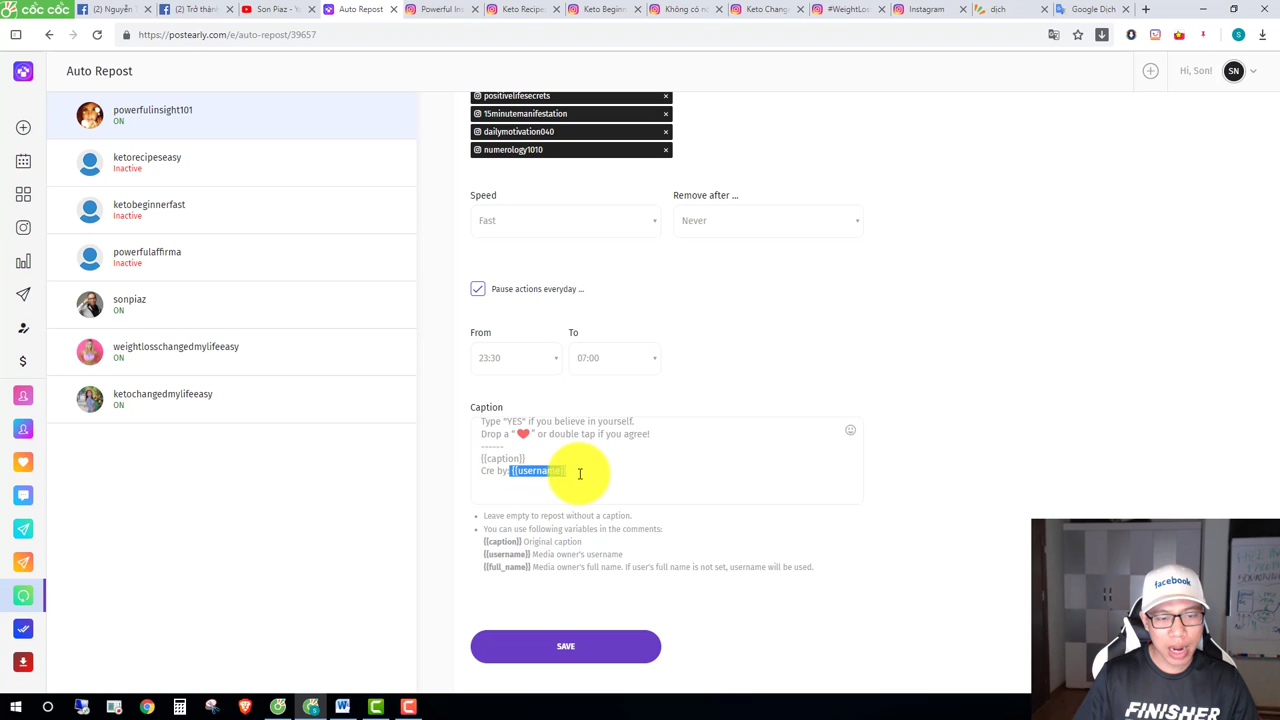 CỐC CỐC
(2) Nguyễn
(2) Trở thành
Son Piaz - Yo
Auto Repost
Powerful Ins
Keto Recipes
Keto Beginn
Không có nộ
Keto Chang
#WeightLos
Instagram
dịch
Google Dịch
https://postearly.com/e/auto-repost/39657
Auto Repost
Hi, Son!
SN
powerfulinsight101
ON
ketorecipeseasy
Inactive
ketobeginnerfast
Inactive
powerfulaffirma
Inactive
sonpiaz
ON
weightlosschangedmylifeeasy
ON
ketochangedmylifeeasy
ON
positivelifesecrets
15minutemanifestation
dailymotivation040
numerology1010
Speed
Remove after ...
Fast
Never
Pause actions everyday ...
From
To
23:30
07:00
Caption
Type "YES" if you believe in yourself.
Drop a “❤” or double tap if you agree!
------
{{caption}}
Cre by: {{username}}
Leave empty to repost without a caption.
You can use following variables in the comments:
{{caption}} Original caption
{{username}} Media owner's username
{{full_name}} Media owner's full name. If user's full name is not set, username will be used.
SAVE
facebook
FINISHER